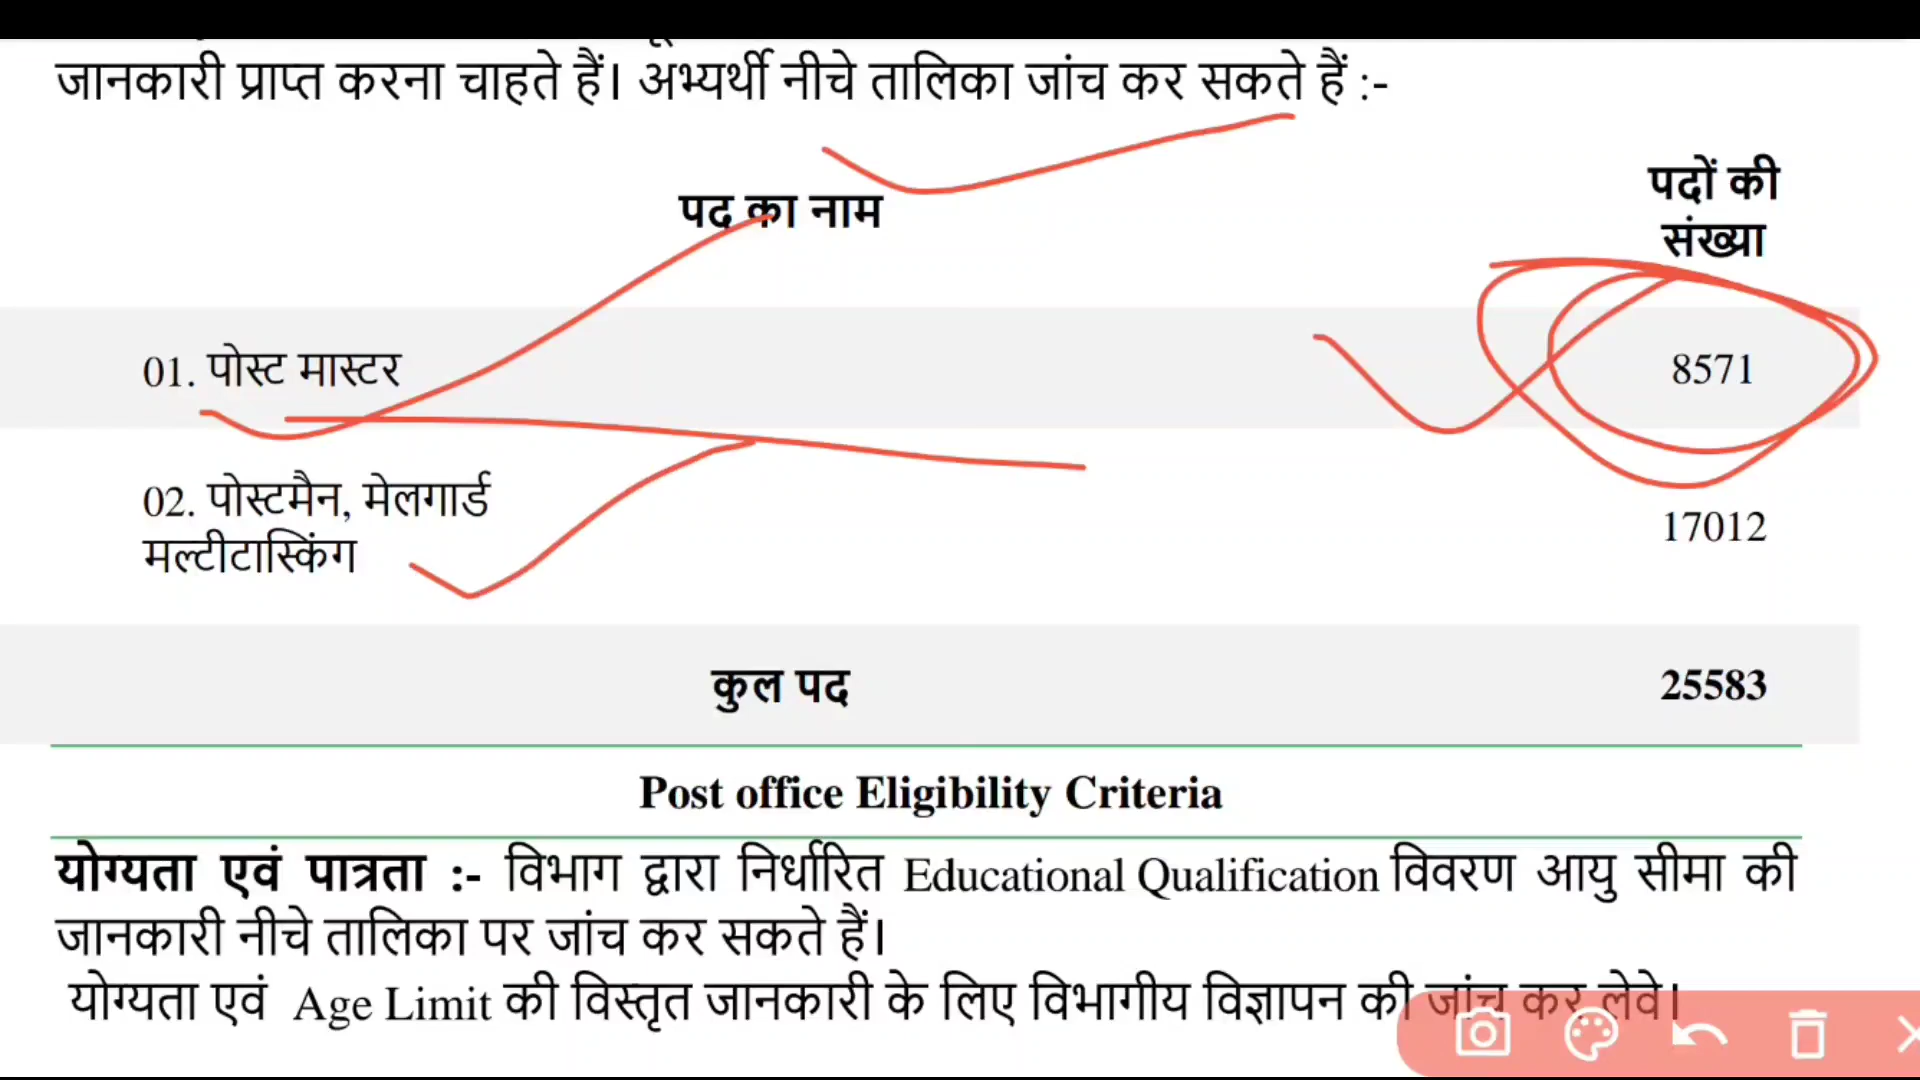 जानकारी प्राप्त करना चाहते हैं। अभ्यर्थी नीचे तालिका जांच कर सकते हैं :-
पद का नाम
पदों की
संख्या
01. पोस्ट मास्टर
8571
02. पोस्टमैन, मेलगार्ड
मल्टीटास्किंग
17012
कुल पद
25583
Post office Eligibility Criteria
योग्यता एवं पात्रता :- विभाग द्वारा निर्धारित Educational Qualification विवरण आयु सीमा की
जानकारी नीचे तालिका पर जांच कर सकते हैं।
योग्यता एवं Age Limit की विस्तृत जानकारी के लिए विभागीय विज्ञापन की जांच कर लेवे।